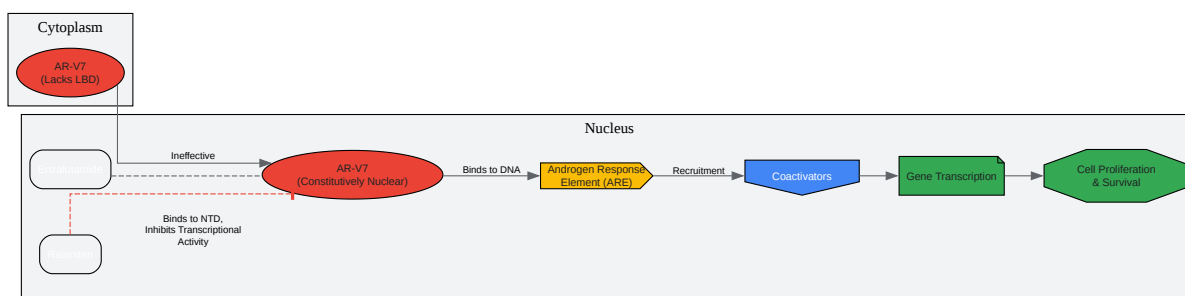 Cytoplasm
AR-V7
(Lacks LBD)
Nucleus
Enzalutamide
Ineffective
AR-V7
(Constitutively Nuclear)
Binds to DNA
Androgen Response
Element (ARE)
Recruitment
Coactivators
Gene Transcription
Cell Proliferation
& Survival
Binds to NTD,
Inhibits Transcriptional
Activity